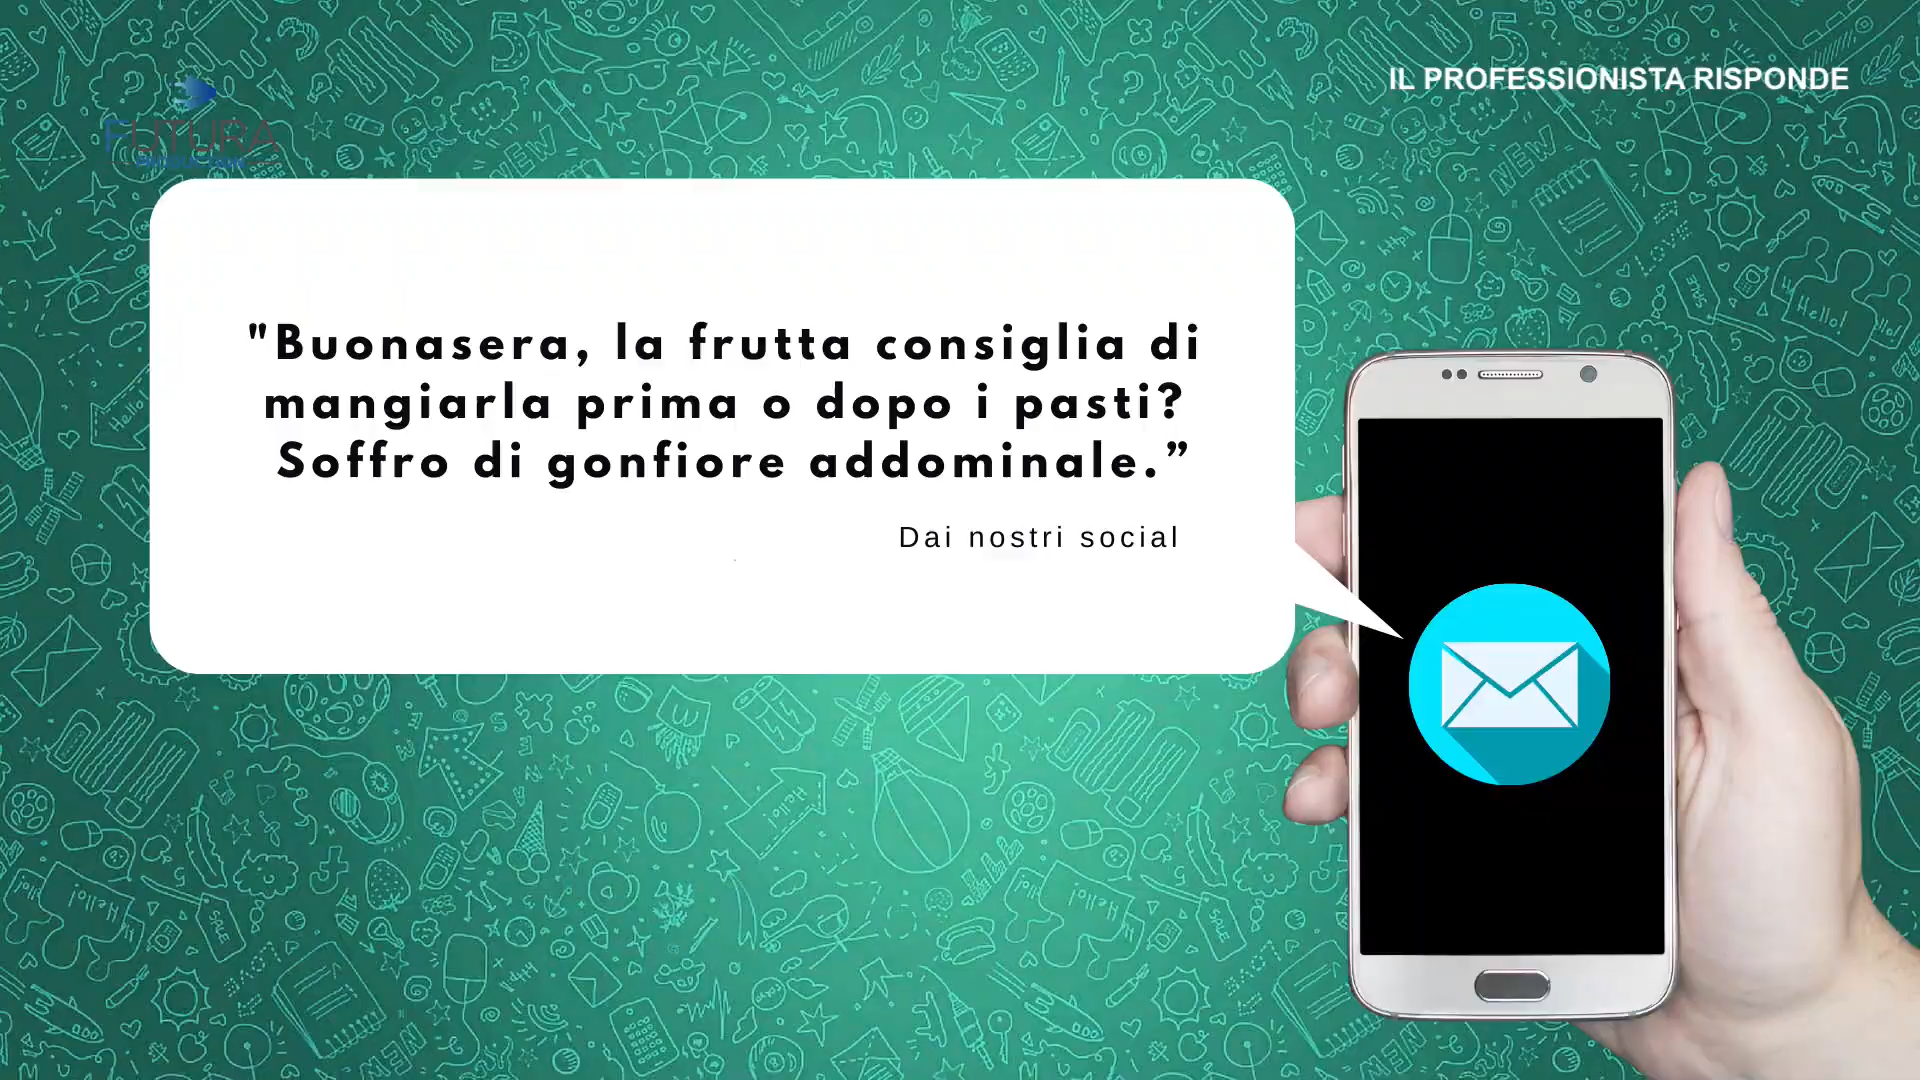 IL PROFESSIONISTA RISPONDE
FUTURA
"Buonasera, la frutta consiglia di
mangiarla prima o dopo i pasti?
Soffro di gonfiore addominale.”
Dai nostri social